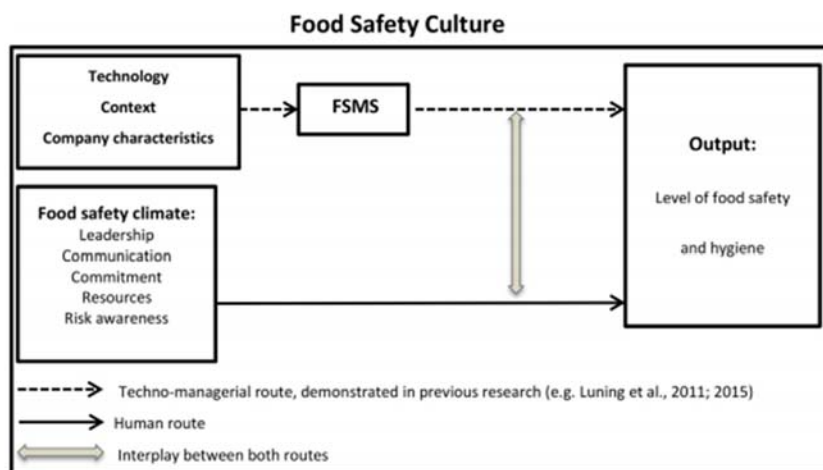 Food Safety Culture
Technology
Context
Company characteristics
FSMS
Output:
Level of food safety
and hygiene
Food safety climate:
Leadership
Communication
Commitment
Resources
Risk awareness
Techno-managerial route, demonstrated in previous research (e.g. Luning et al., 2011; 2015)
Human route
Interplay between both routes